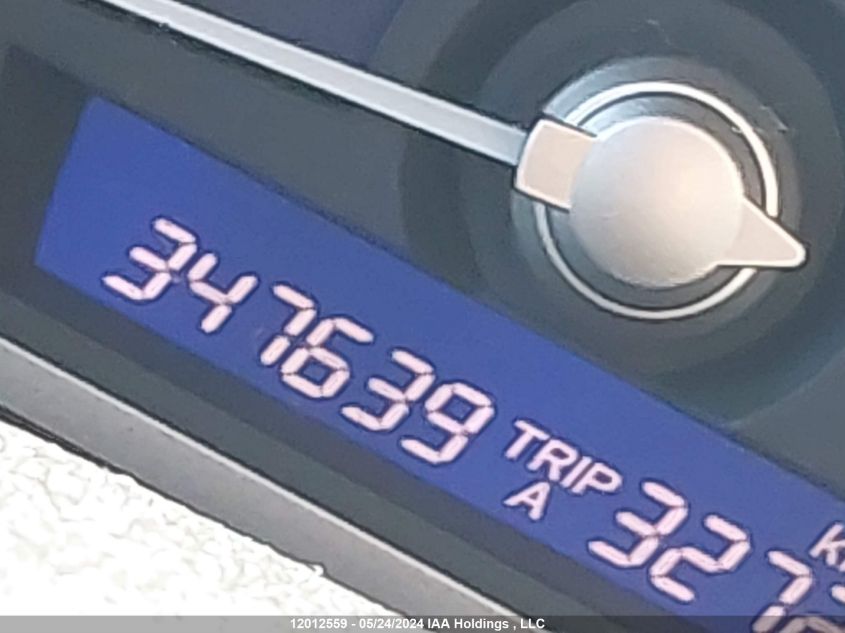 347639 TRIP A 327
12012559 - 05/24/2024 IAA Holdings , LLC